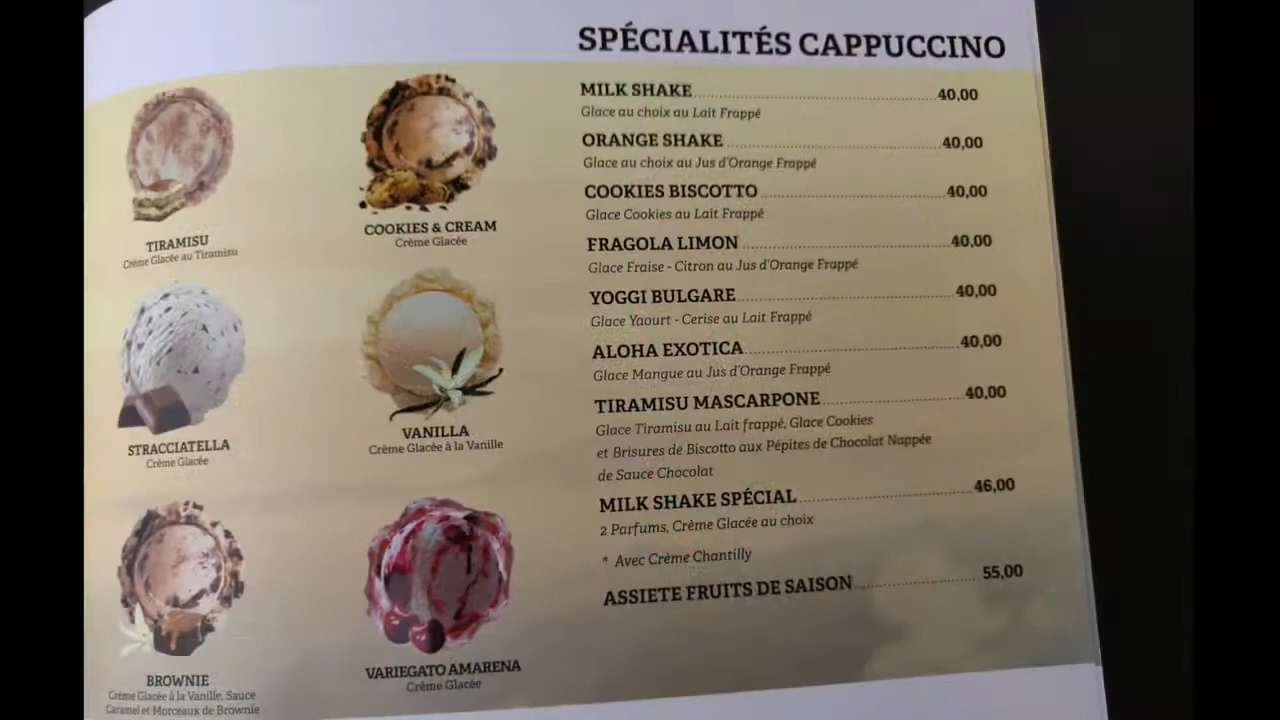 SPÉCIALITÉS CAPPUCCINO
TIRAMISU
Crème Glacée au Tiramisu
COOKIES & CREAM
Crème Glacée
STRACCIATELLA
Crème Glacée
VANILLA
Crème Glacée à la Vanille
BROWNIE
Crème Glacée à la Vanille, Sauce
Caramel et Morceaux de Brownie
VARIEGATO AMARENA
Crème Glacée
MILK SHAKE 40,00
Glace au choix au Lait Frappé
ORANGE SHAKE 40,00
Glace au choix au Jus d'Orange Frappé
COOKIES BISCOTTO 40,00
Glace Cookies au Lait Frappé
FRAGOLA LIMON 40,00
Glace Fraise - Citron au Jus d'Orange Frappé
YOGGI BULGARE 40,00
Glace Yaourt - Cerise au Lait Frappé
ALOHA EXOTICA 40,00
Glace Mangue au Jus d'Orange Frappé
TIRAMISU MASCARPONE 40,00
Glace Tiramisu au Lait frappé, Glace Cookies
et Brisures de Biscotto aux Pépites de Chocolat Nappée
de Sauce Chocolat
MILK SHAKE SPÉCIAL 46,00
2 Parfums, Crème Glacée au choix
* Avec Crème Chantilly
ASSIETE FRUITS DE SAISON 55,00